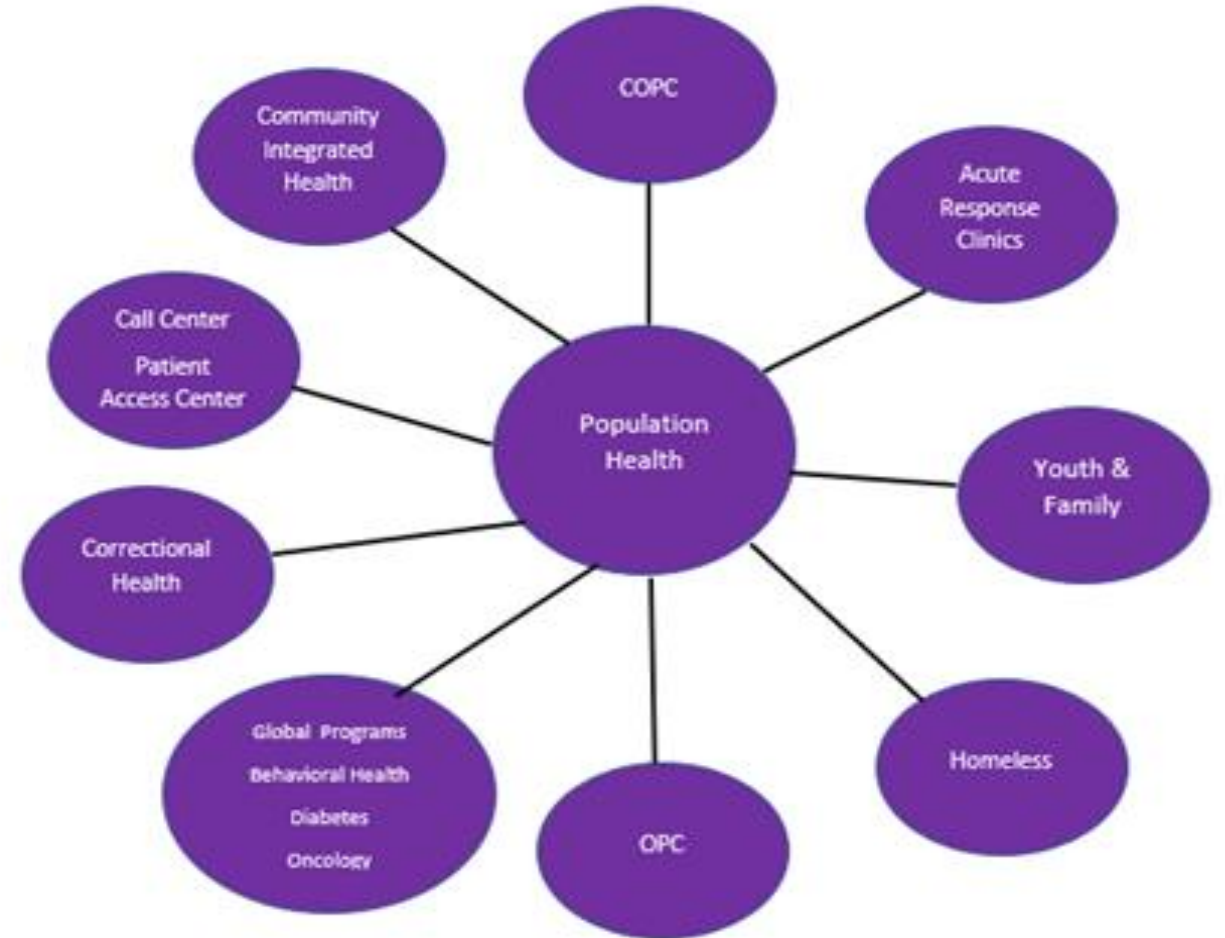 COPC
Community
Integrated
Health
Acute
Response
Clinics
Call Center
Patient
Access Center
Population
Health
Youth &
Family
Correctional
Health
Global Programs
Behavioral Health
Diabetes
Oncology
OPC
Homeless